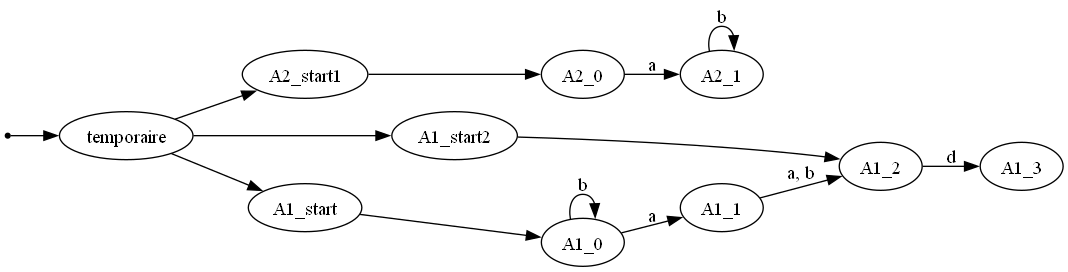 b
A2_start1
A2_0
a
A2_1
temporaire
A1_start2
A1_2
d
A1_3
a, b
b
A1_start
A1_0
a
A1_1